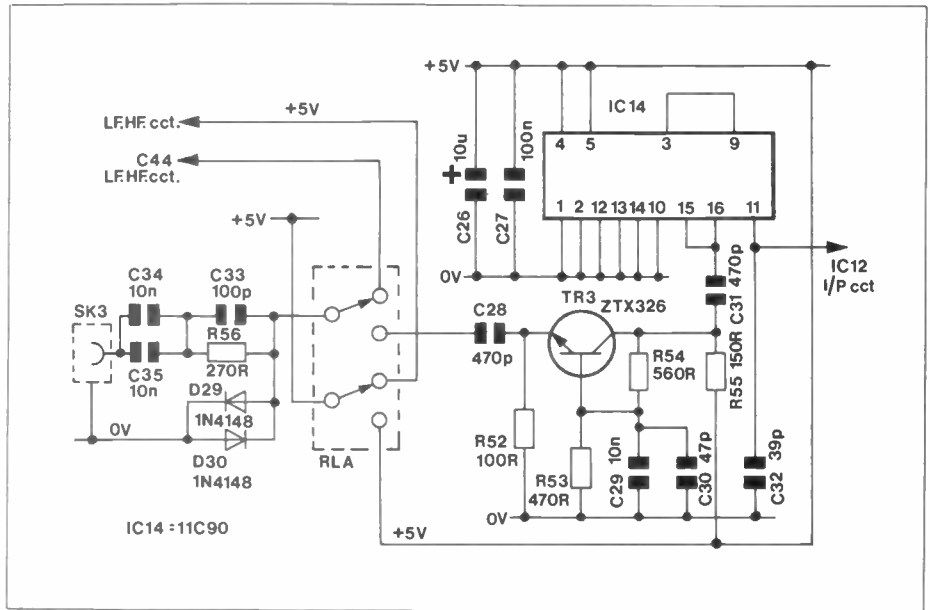 +5V
IC14
LF.HF.cct.
+5V
C44
LF.HF.cct.
+
10u
C26
100n
C27
4 5 3 9
1 2 12 13 14 10 15 16 11
0V
IC12
I/P cct
+5V
C34
10n
C33
100p
SK3
R56
270R
C35
10n
D29
1N4148
0V
D30
1N4148
RLA
C28
470p
TR3
ZTX326
C31 470p
R54
560R
R55 150R
R52
100R
R53
470R
C29 10n
C30 47p
C32 39p
0V
IC14 :11C90
+5V